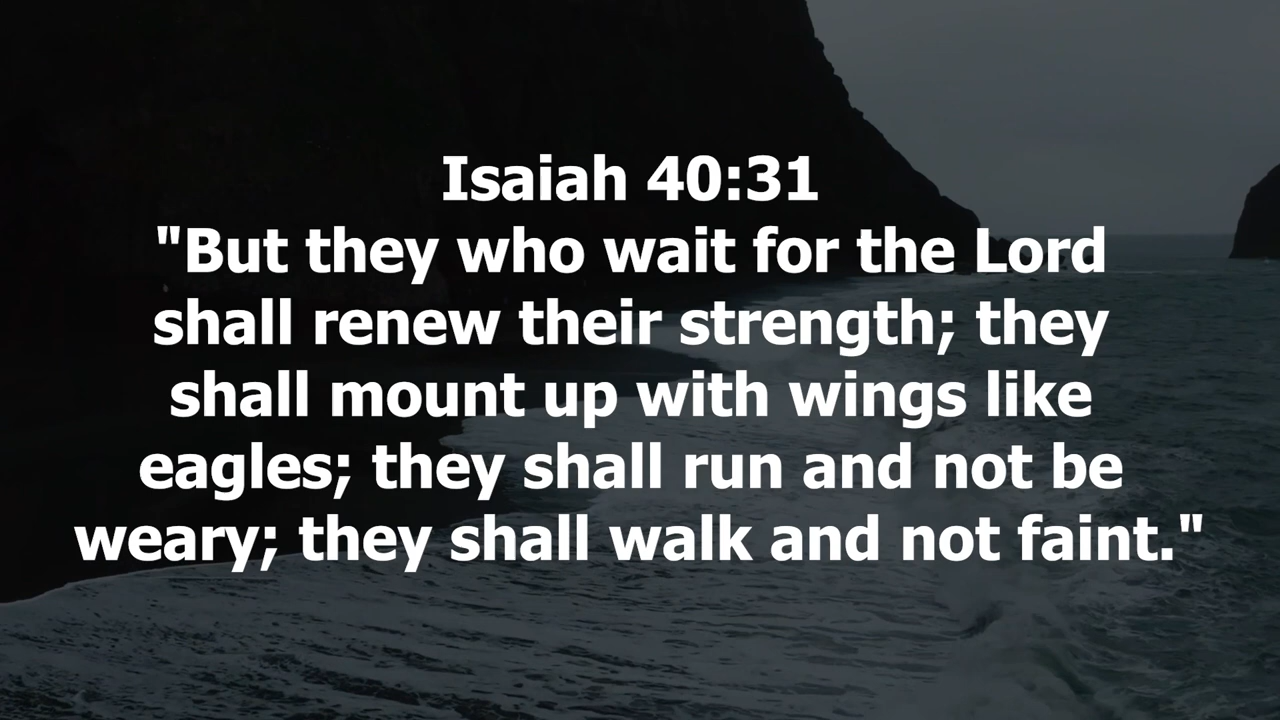 Isaiah 40:31
"But they who wait for the Lord
shall renew their strength; they
shall mount up with wings like
eagles; they shall run and not be
weary; they shall walk and not faint."